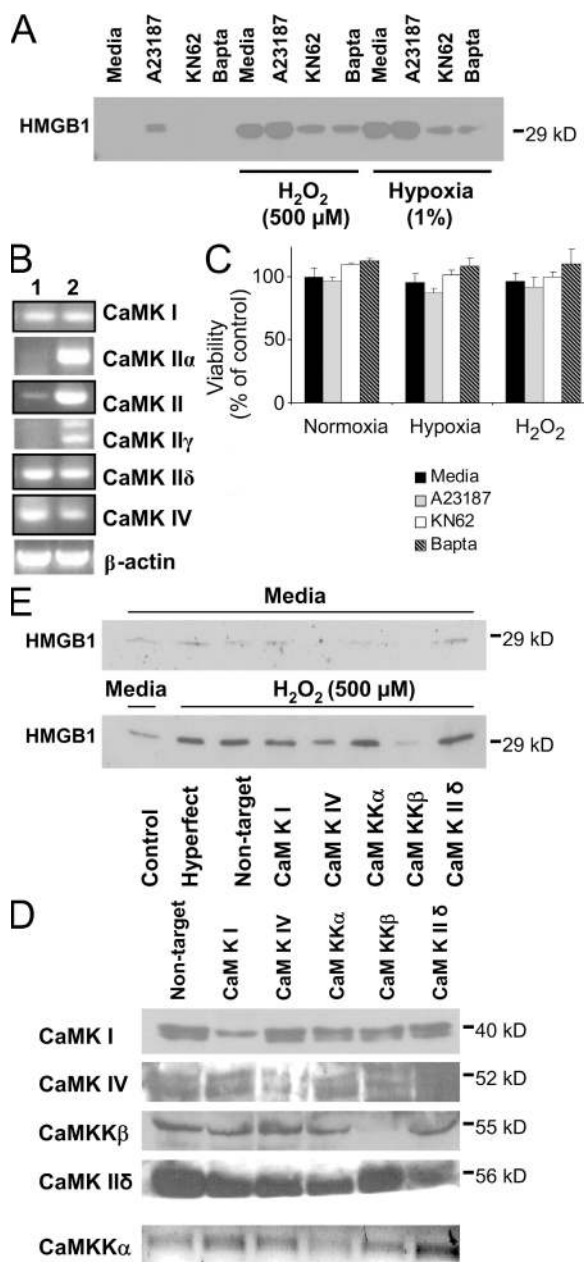 A
Media A23187 KN62 Bapta Media A23187 KN62 Bapta Media A23187 KN62 Bapta
HMGB1
29 kD
H₂O₂ (500 µM)
Hypoxia (1%)
B
1 2
CaMK I
CaMK IIα
CaMK II
CaMK IIγ
CaMK IIδ
CaMK IV
β-actin
C
Viability (% of control)
100
50
0
Normoxia Hypoxia H₂O₂
Media
A23187
KN62
Bapta
E
Media
HMGB1
29 kD
Media H₂O₂ (500 µM)
HMGB1
29 kD
Control Hyperfect Non-target CaM K I CaM K IV CaM KKα CaM KKβ CaM K II δ
D
Non-target CaM K I CaM K IV CaM KKα CaM KKβ CaM K II δ
CaMK I
40 kD
CaMK IV
52 kD
CaMKKβ
55 kD
CaMK IIδ
56 kD
CaMKKα